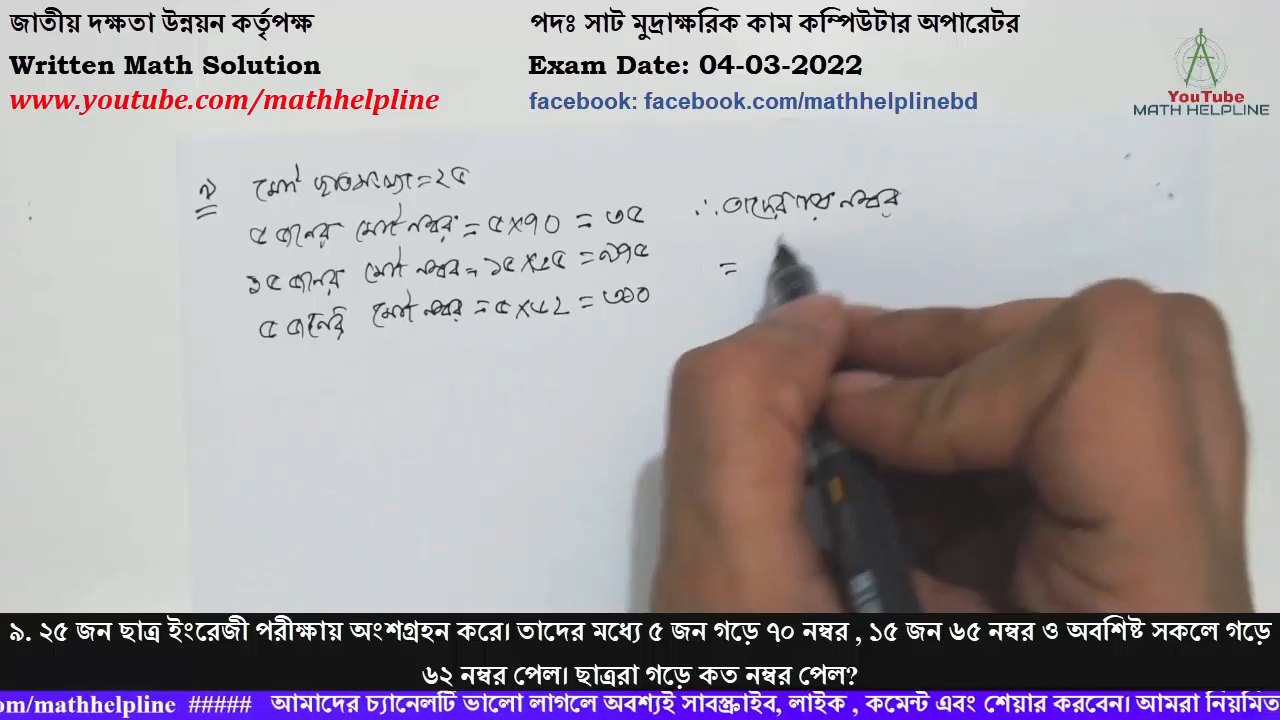 জাতীয় দক্ষতা উন্নয়ন কর্তৃপক্ষ
পদঃ সাট মুদ্রাক্ষরিক কাম কম্পিউটার অপারেটর
Written Math Solution
Exam Date: 04-03-2022
www.youtube.com/mathhelpline
facebook: facebook.com/mathhelplinebd
YouTube
MATH HELPLINE
৯ মোট ছাত্রসংখ্যা = ২৫
৫ জনের মোট নম্বর = ৫ × ৭০ = ৩৫
১৫ জনের মোট নম্বর = ১৫ × ৬৫ = ৯৭৫
৫ জনের মোট নম্বর = ৫ × ৬২ = ৩১০
∴ তাদের গড় নম্বর
=
৯. ২৫ জন ছাত্র ইংরেজী পরীক্ষায় অংশগ্রহন করে। তাদের মধ্যে ৫ জন গড়ে ৭০ নম্বর , ১৫ জন ৬৫ নম্বর ও অবশিষ্ট সকলে গড়ে
৬২ নম্বর পেল। ছাত্ররা গড়ে কত নম্বর পেল?
om/mathhelpline ##### আমাদের চ্যানেলটি ভালো লাগলে অবশ্যই সাবস্ক্রাইব, লাইক , কমেন্ট এবং শেয়ার করবেন। আমরা নিয়মিত